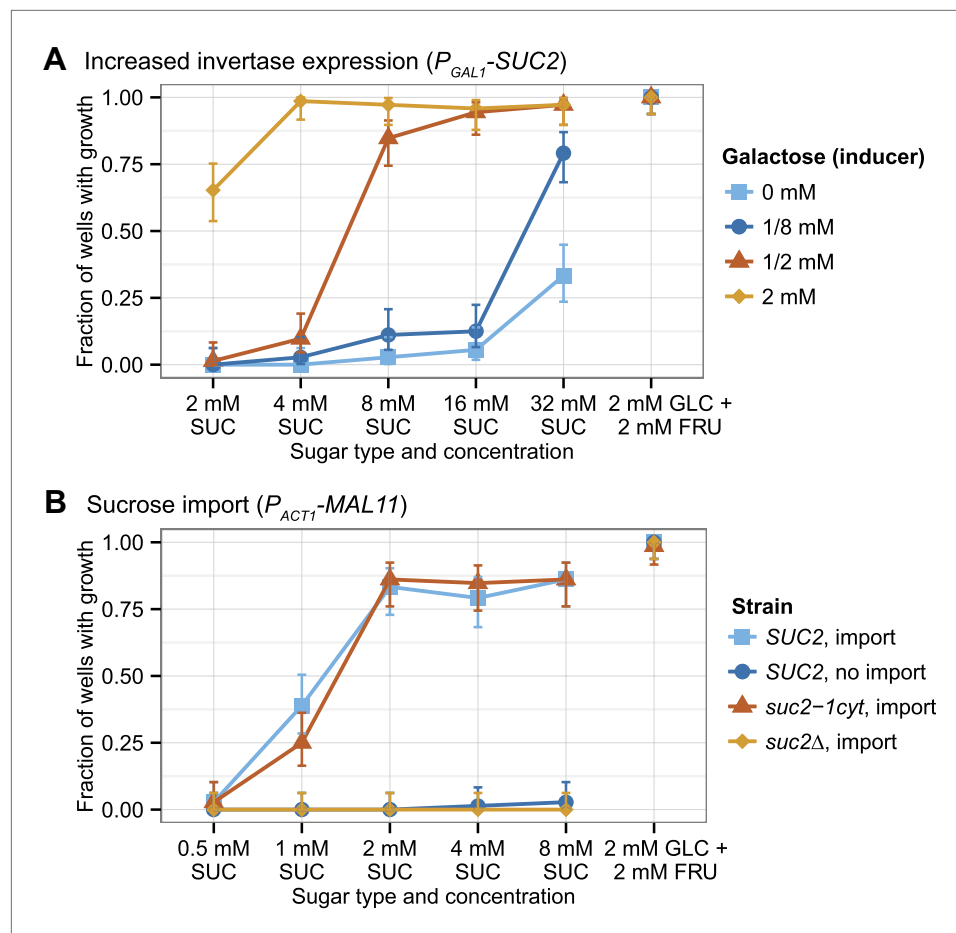 A Increased invertase expression (P_GAL1-SUC2)
Fraction of wells with growth
1.00
0.75
0.50
0.25
0.00
2 mM SUC
4 mM SUC
8 mM SUC
16 mM SUC
32 mM SUC
2 mM GLC + 2 mM FRU
Sugar type and concentration
Galactose (inducer)
0 mM
1/8 mM
1/2 mM
2 mM
B Sucrose import (P_ACT1-MAL11)
Fraction of wells with growth
1.00
0.75
0.50
0.25
0.00
0.5 mM SUC
1 mM SUC
2 mM SUC
4 mM SUC
8 mM SUC
2 mM GLC + 2 mM FRU
Sugar type and concentration
Strain
SUC2, import
SUC2, no import
suc2−1cyt, import
suc2Δ, import